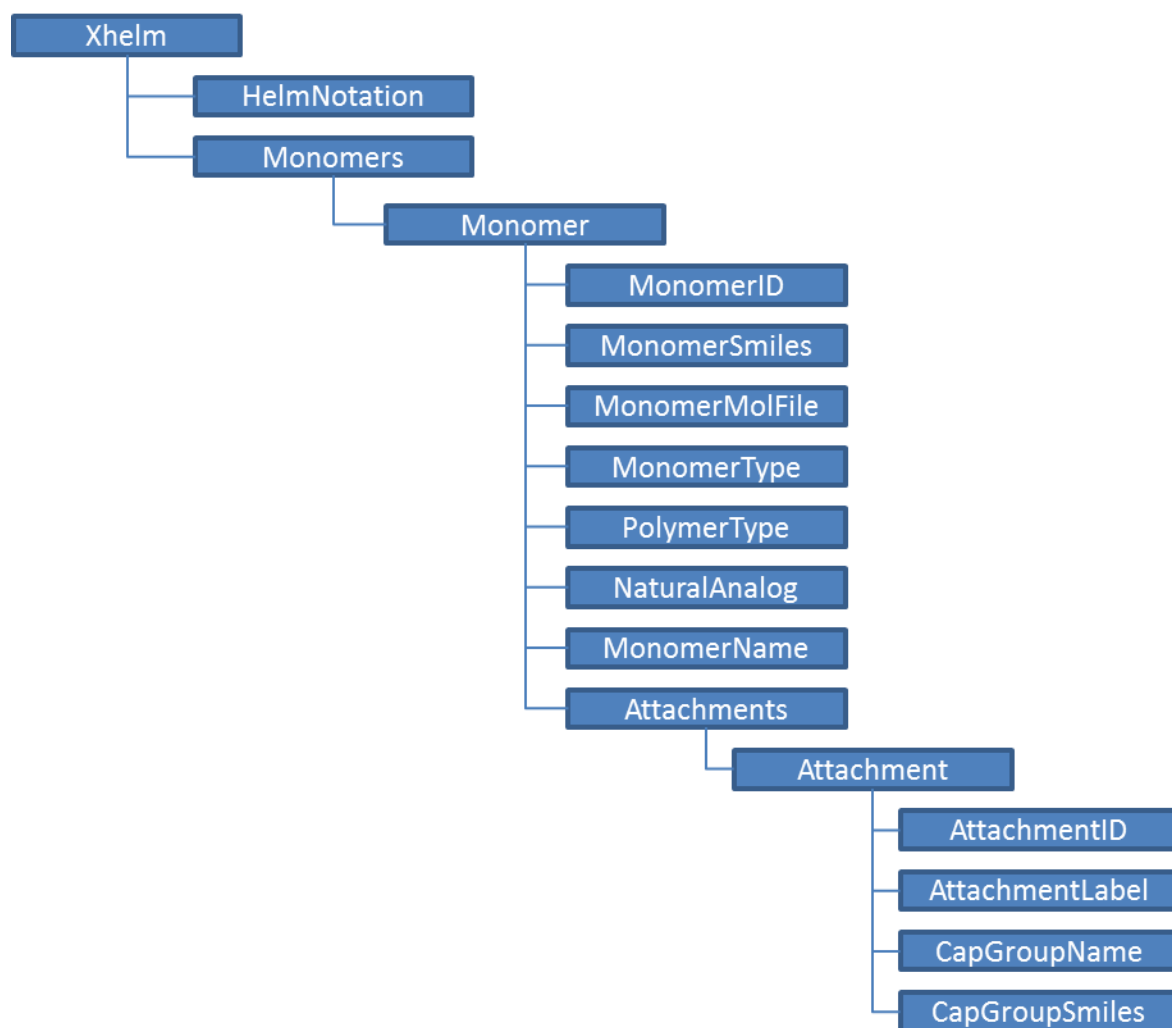 Xhelm
HelmNotation
Monomers
Monomer
MonomerID
MonomerSmiles
MonomerMolFile
MonomerType
PolymerType
NaturalAnalog
MonomerName
Attachments
Attachment
AttachmentID
AttachmentLabel
CapGroupName
CapGroupSmiles